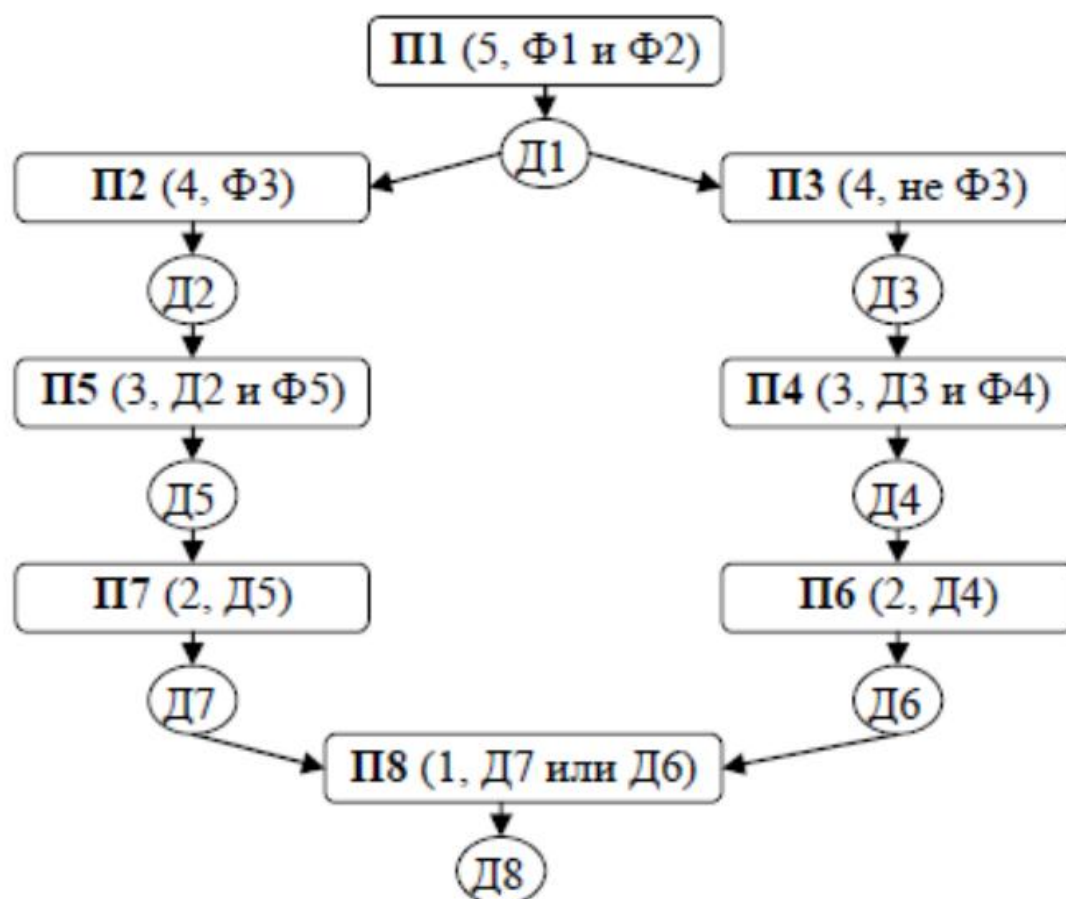 П1 (5, Ф1 и Ф2)
Д1
П2 (4, Ф3)
П3 (4, не Ф3)
Д2
Д3
П5 (3, Д2 и Ф5)
П4 (3, Д3 и Ф4)
Д5
Д4
П7 (2, Д5)
П6 (2, Д4)
Д7
Д6
П8 (1, Д7 или Д6)
Д8